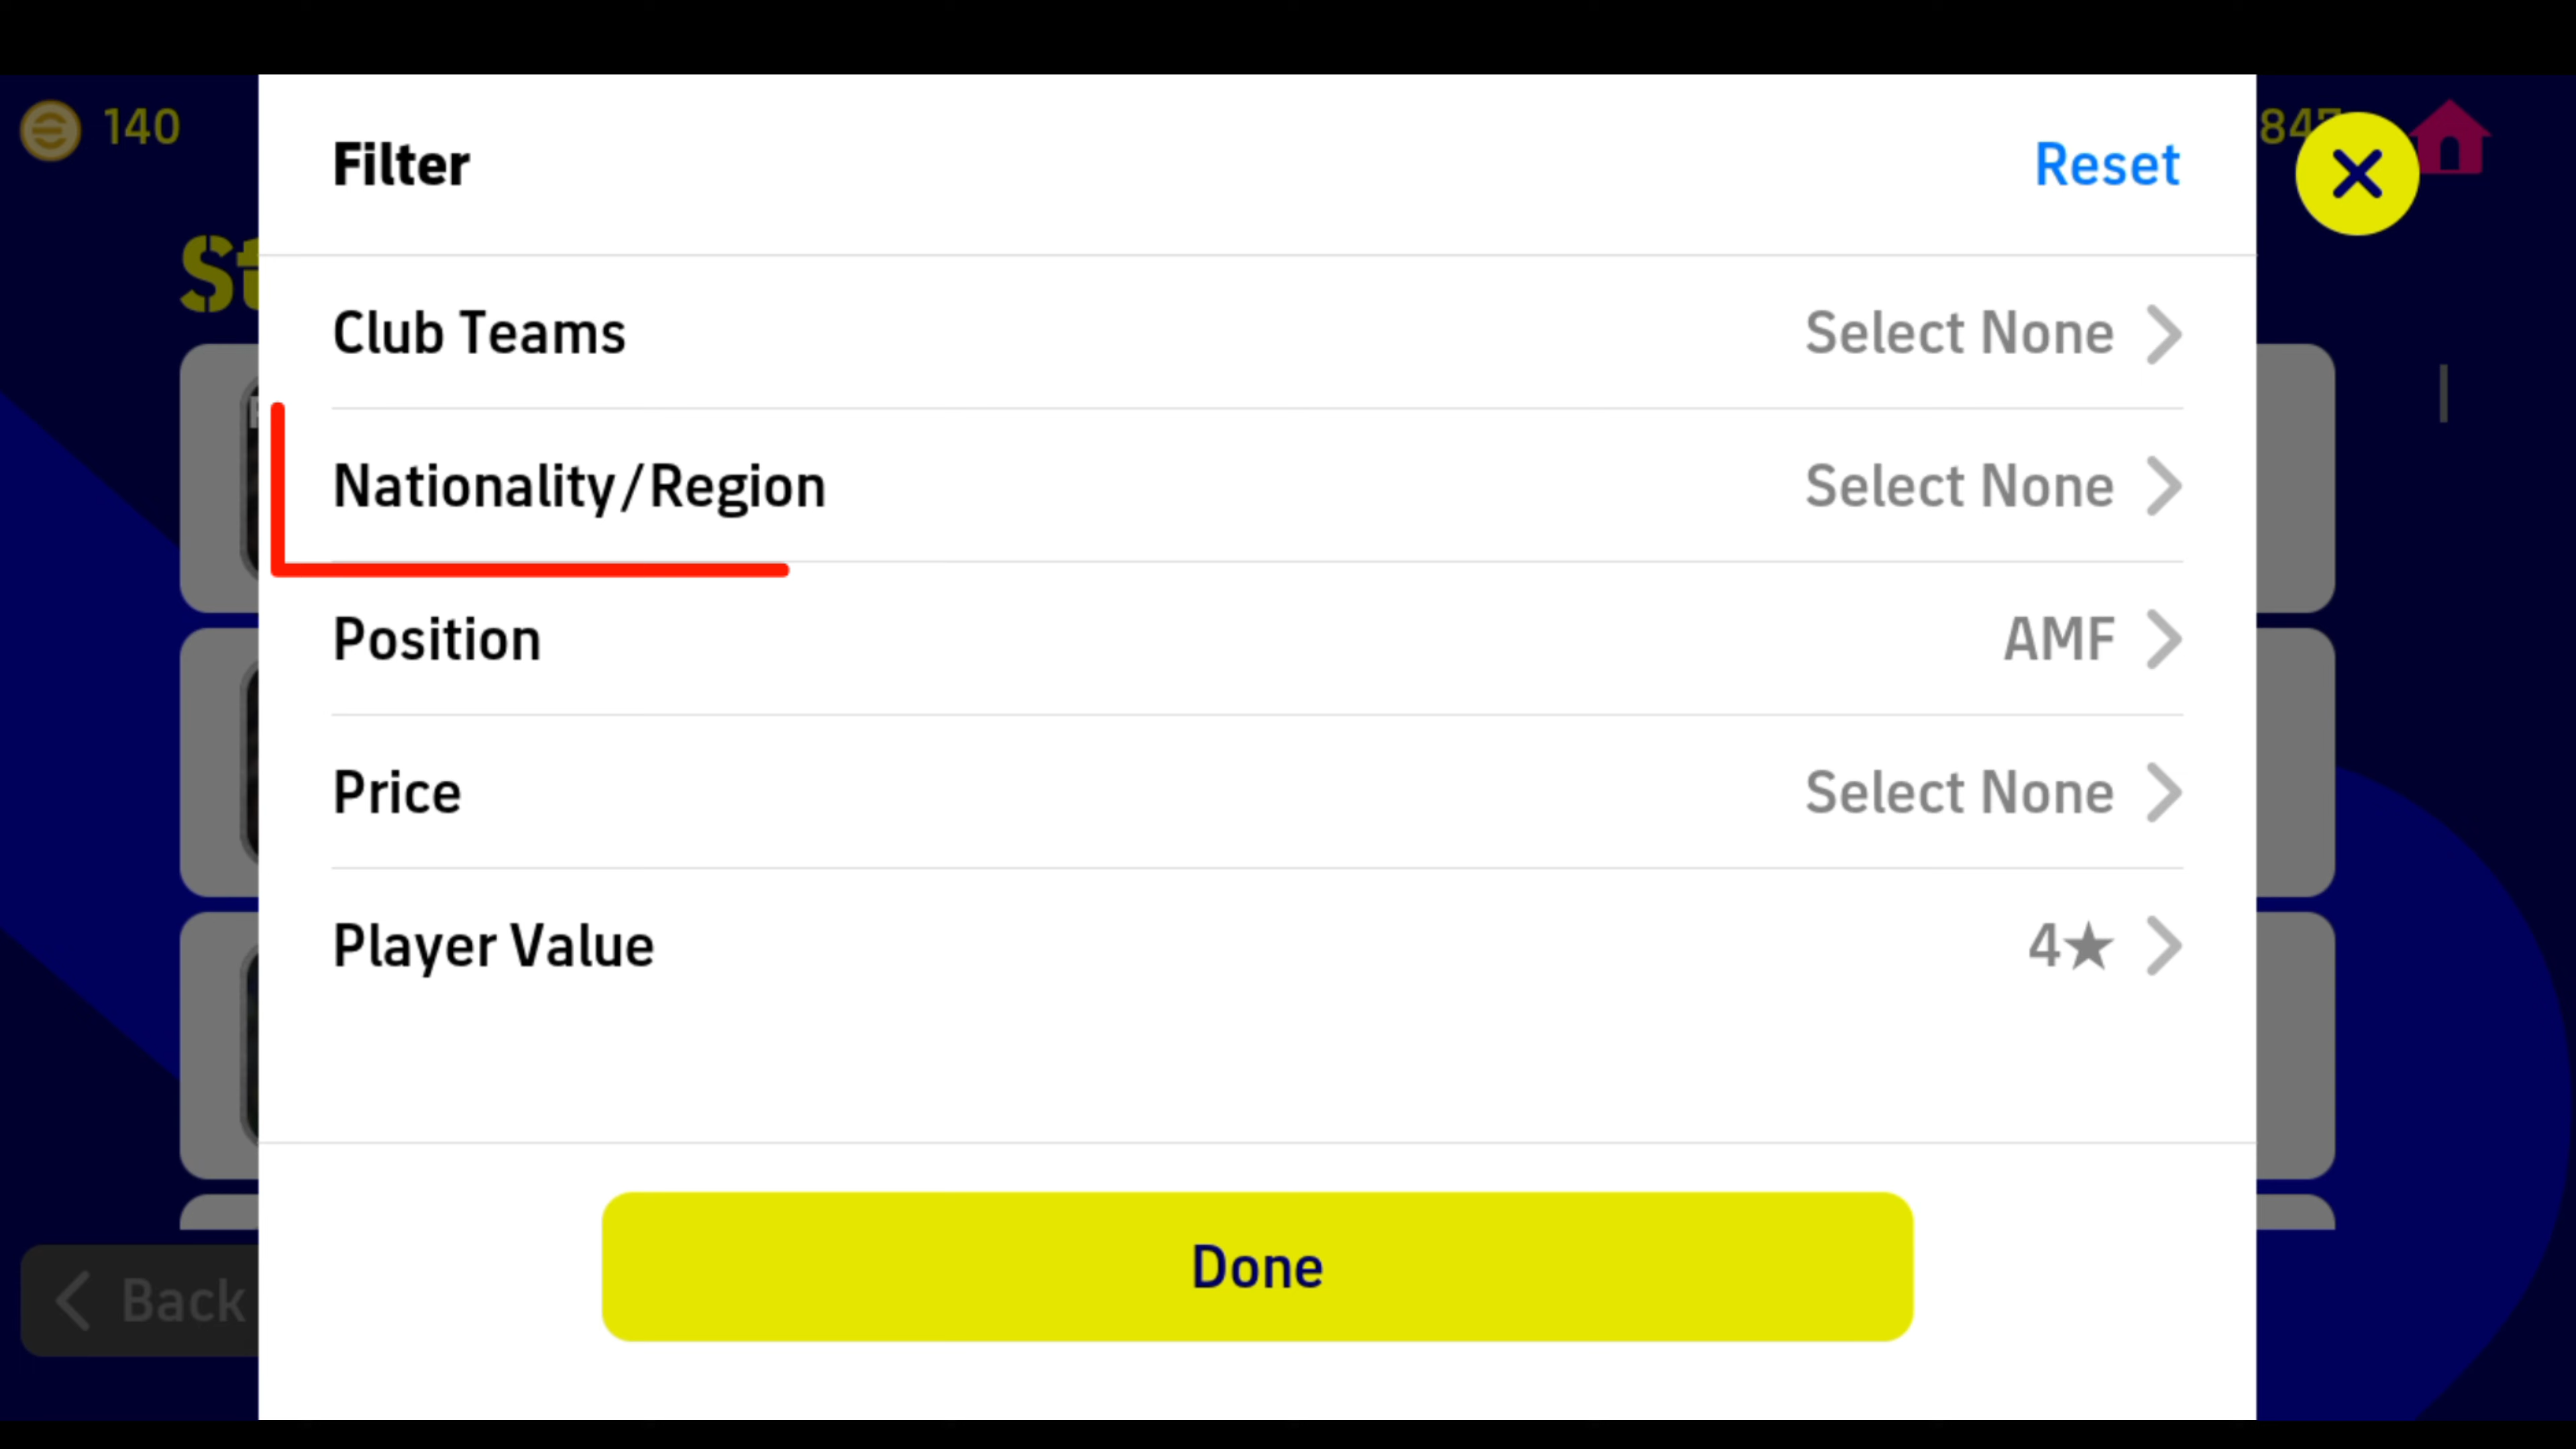 140
Filter
Reset
St
Club Teams
Select None
Nationality/Region
Select None
Position
AMF
Price
Select None
Player Value
4★
Done
Back